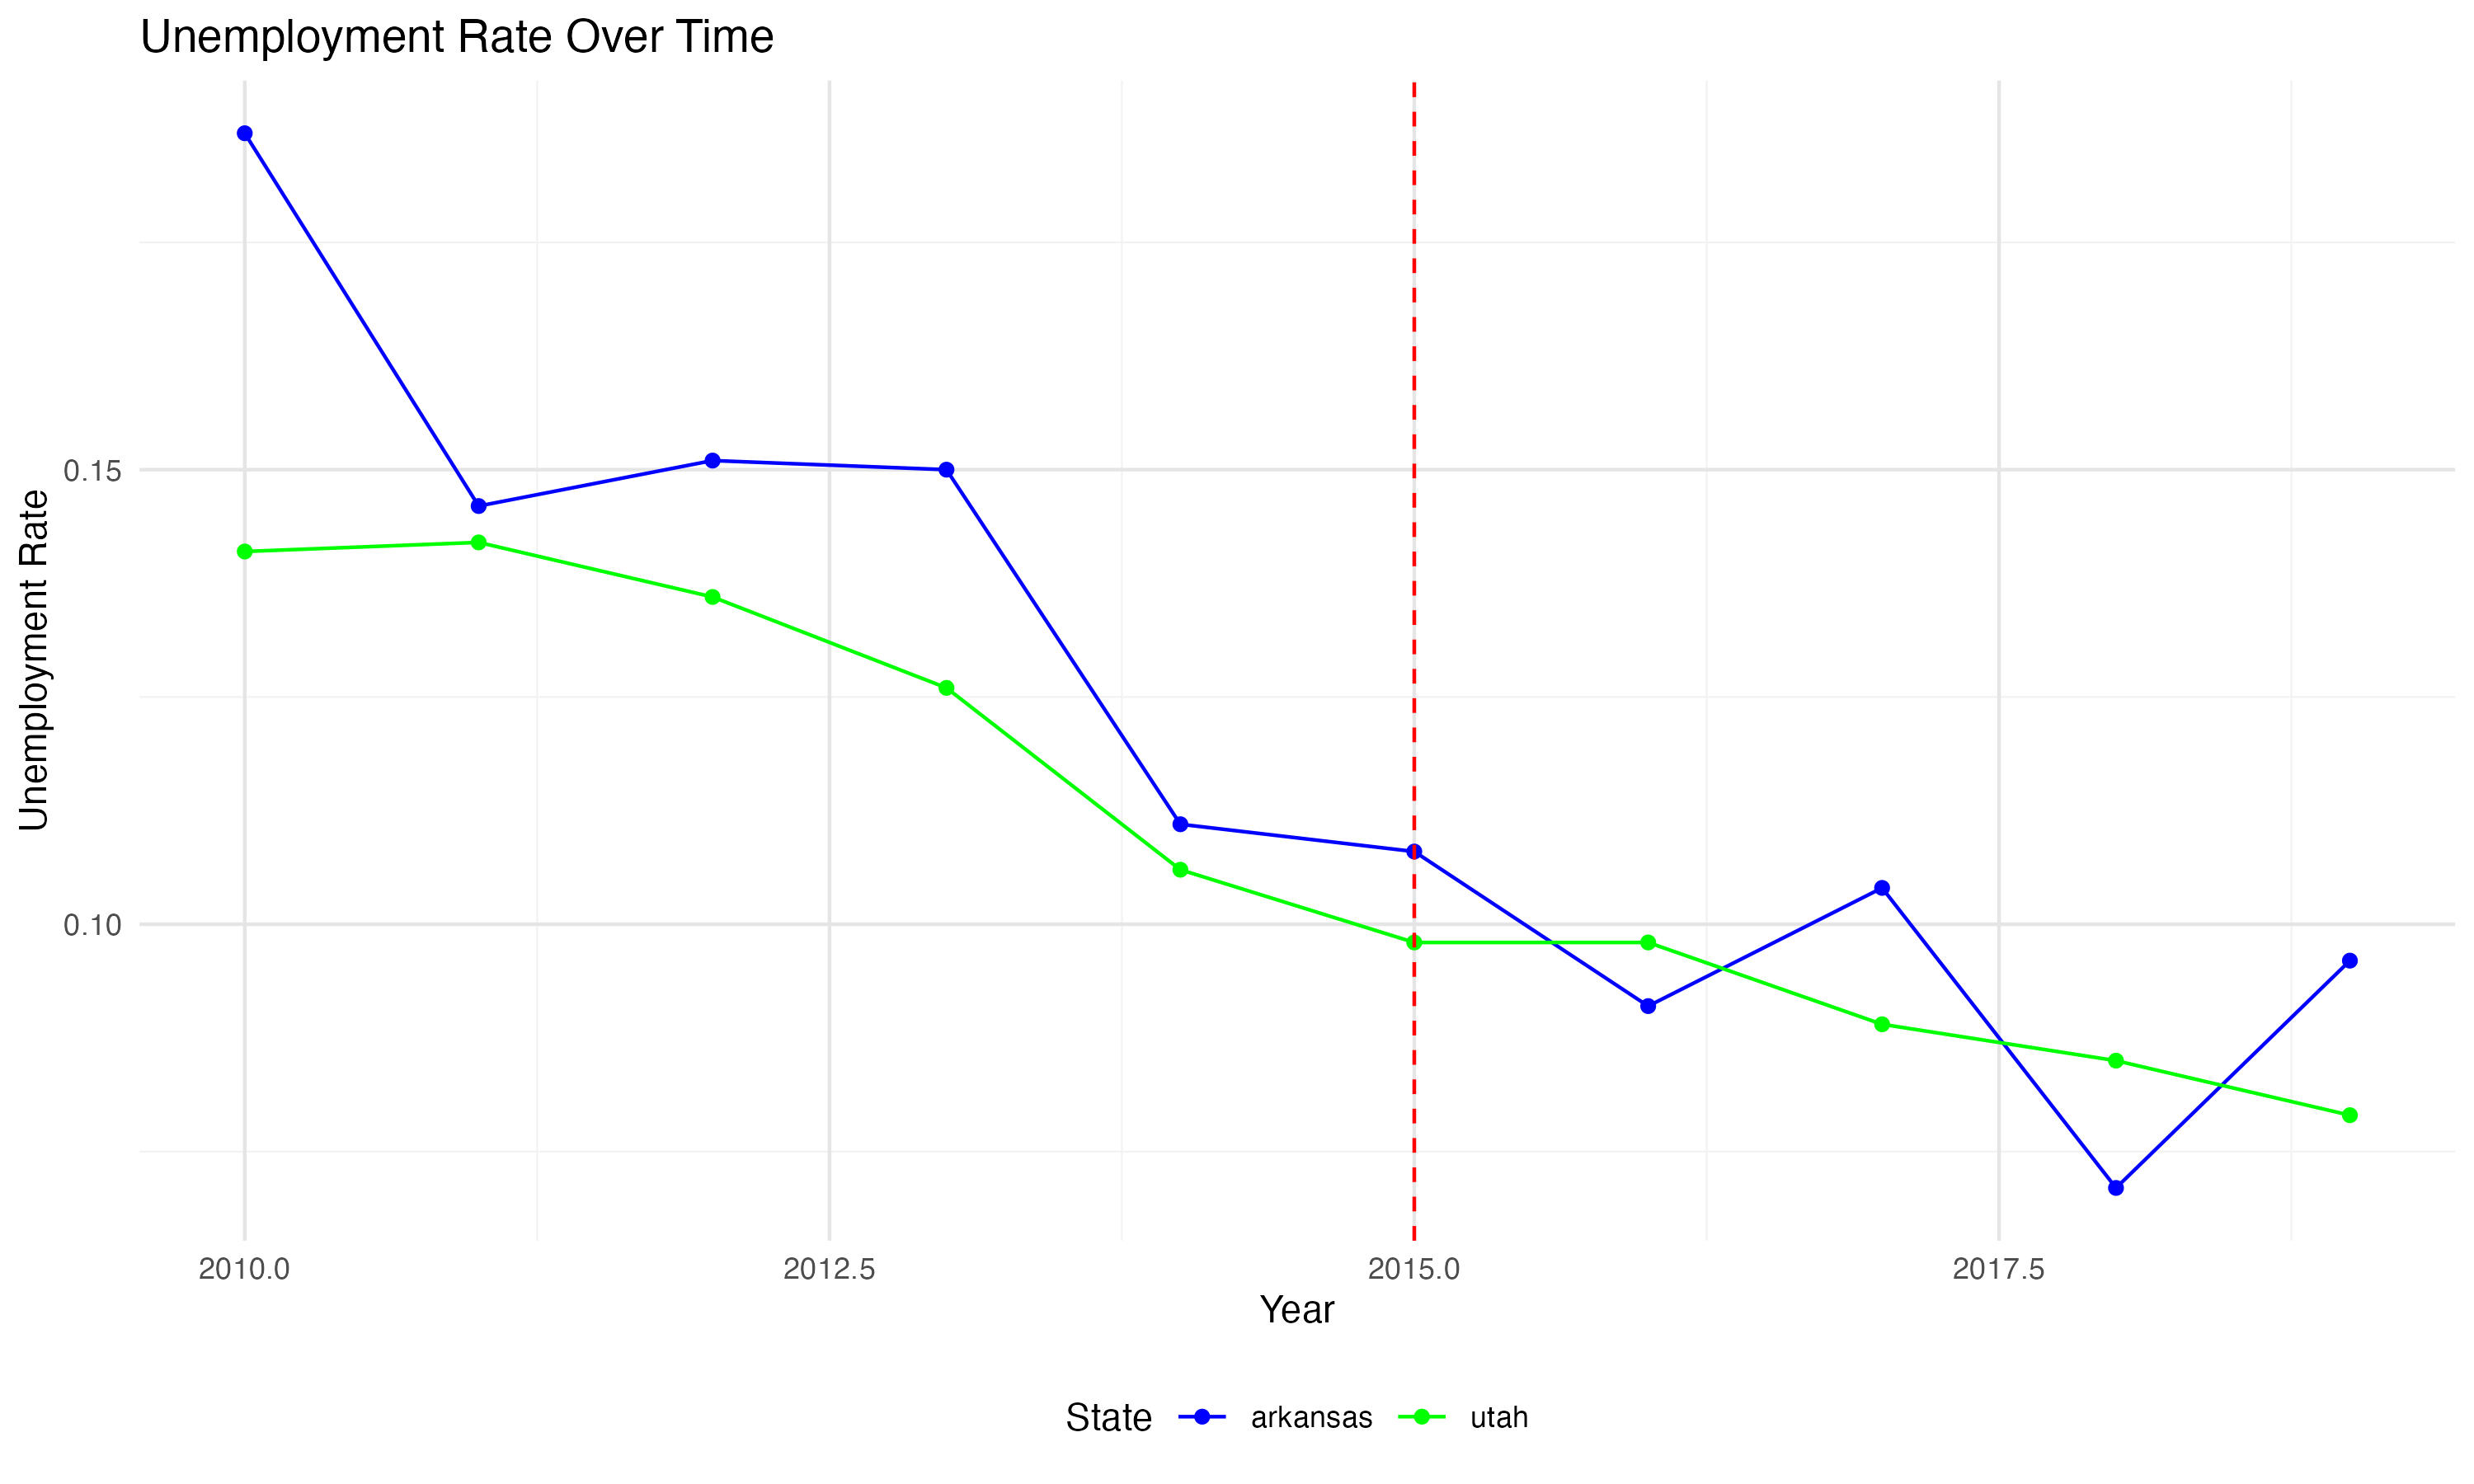 Unemployment Rate Over Time
Unemployment Rate
0.15
0.10
2010.0 2012.5 2015.0 2017.5
Year
State arkansas utah